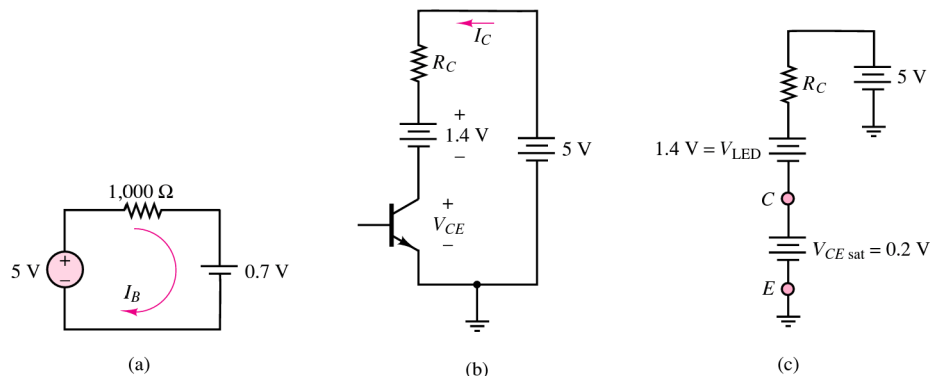 1,000 Ω
5 V
+
−
I_B
0.7 V
(a)
I_C
R_C
+
1.4 V
−
5 V
+
V_CE
−
(b)
R_C
5 V
1.4 V = V_LED
C
V_CE sat = 0.2 V
E
(c)